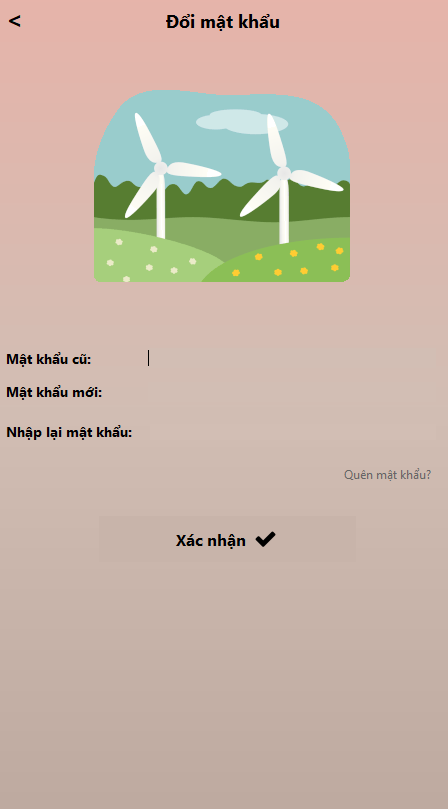 <
Đổi mật khẩu
Mật khẩu cũ:
Mật khẩu mới:
Nhập lại mật khẩu:
Quên mật khẩu?
Xác nhận